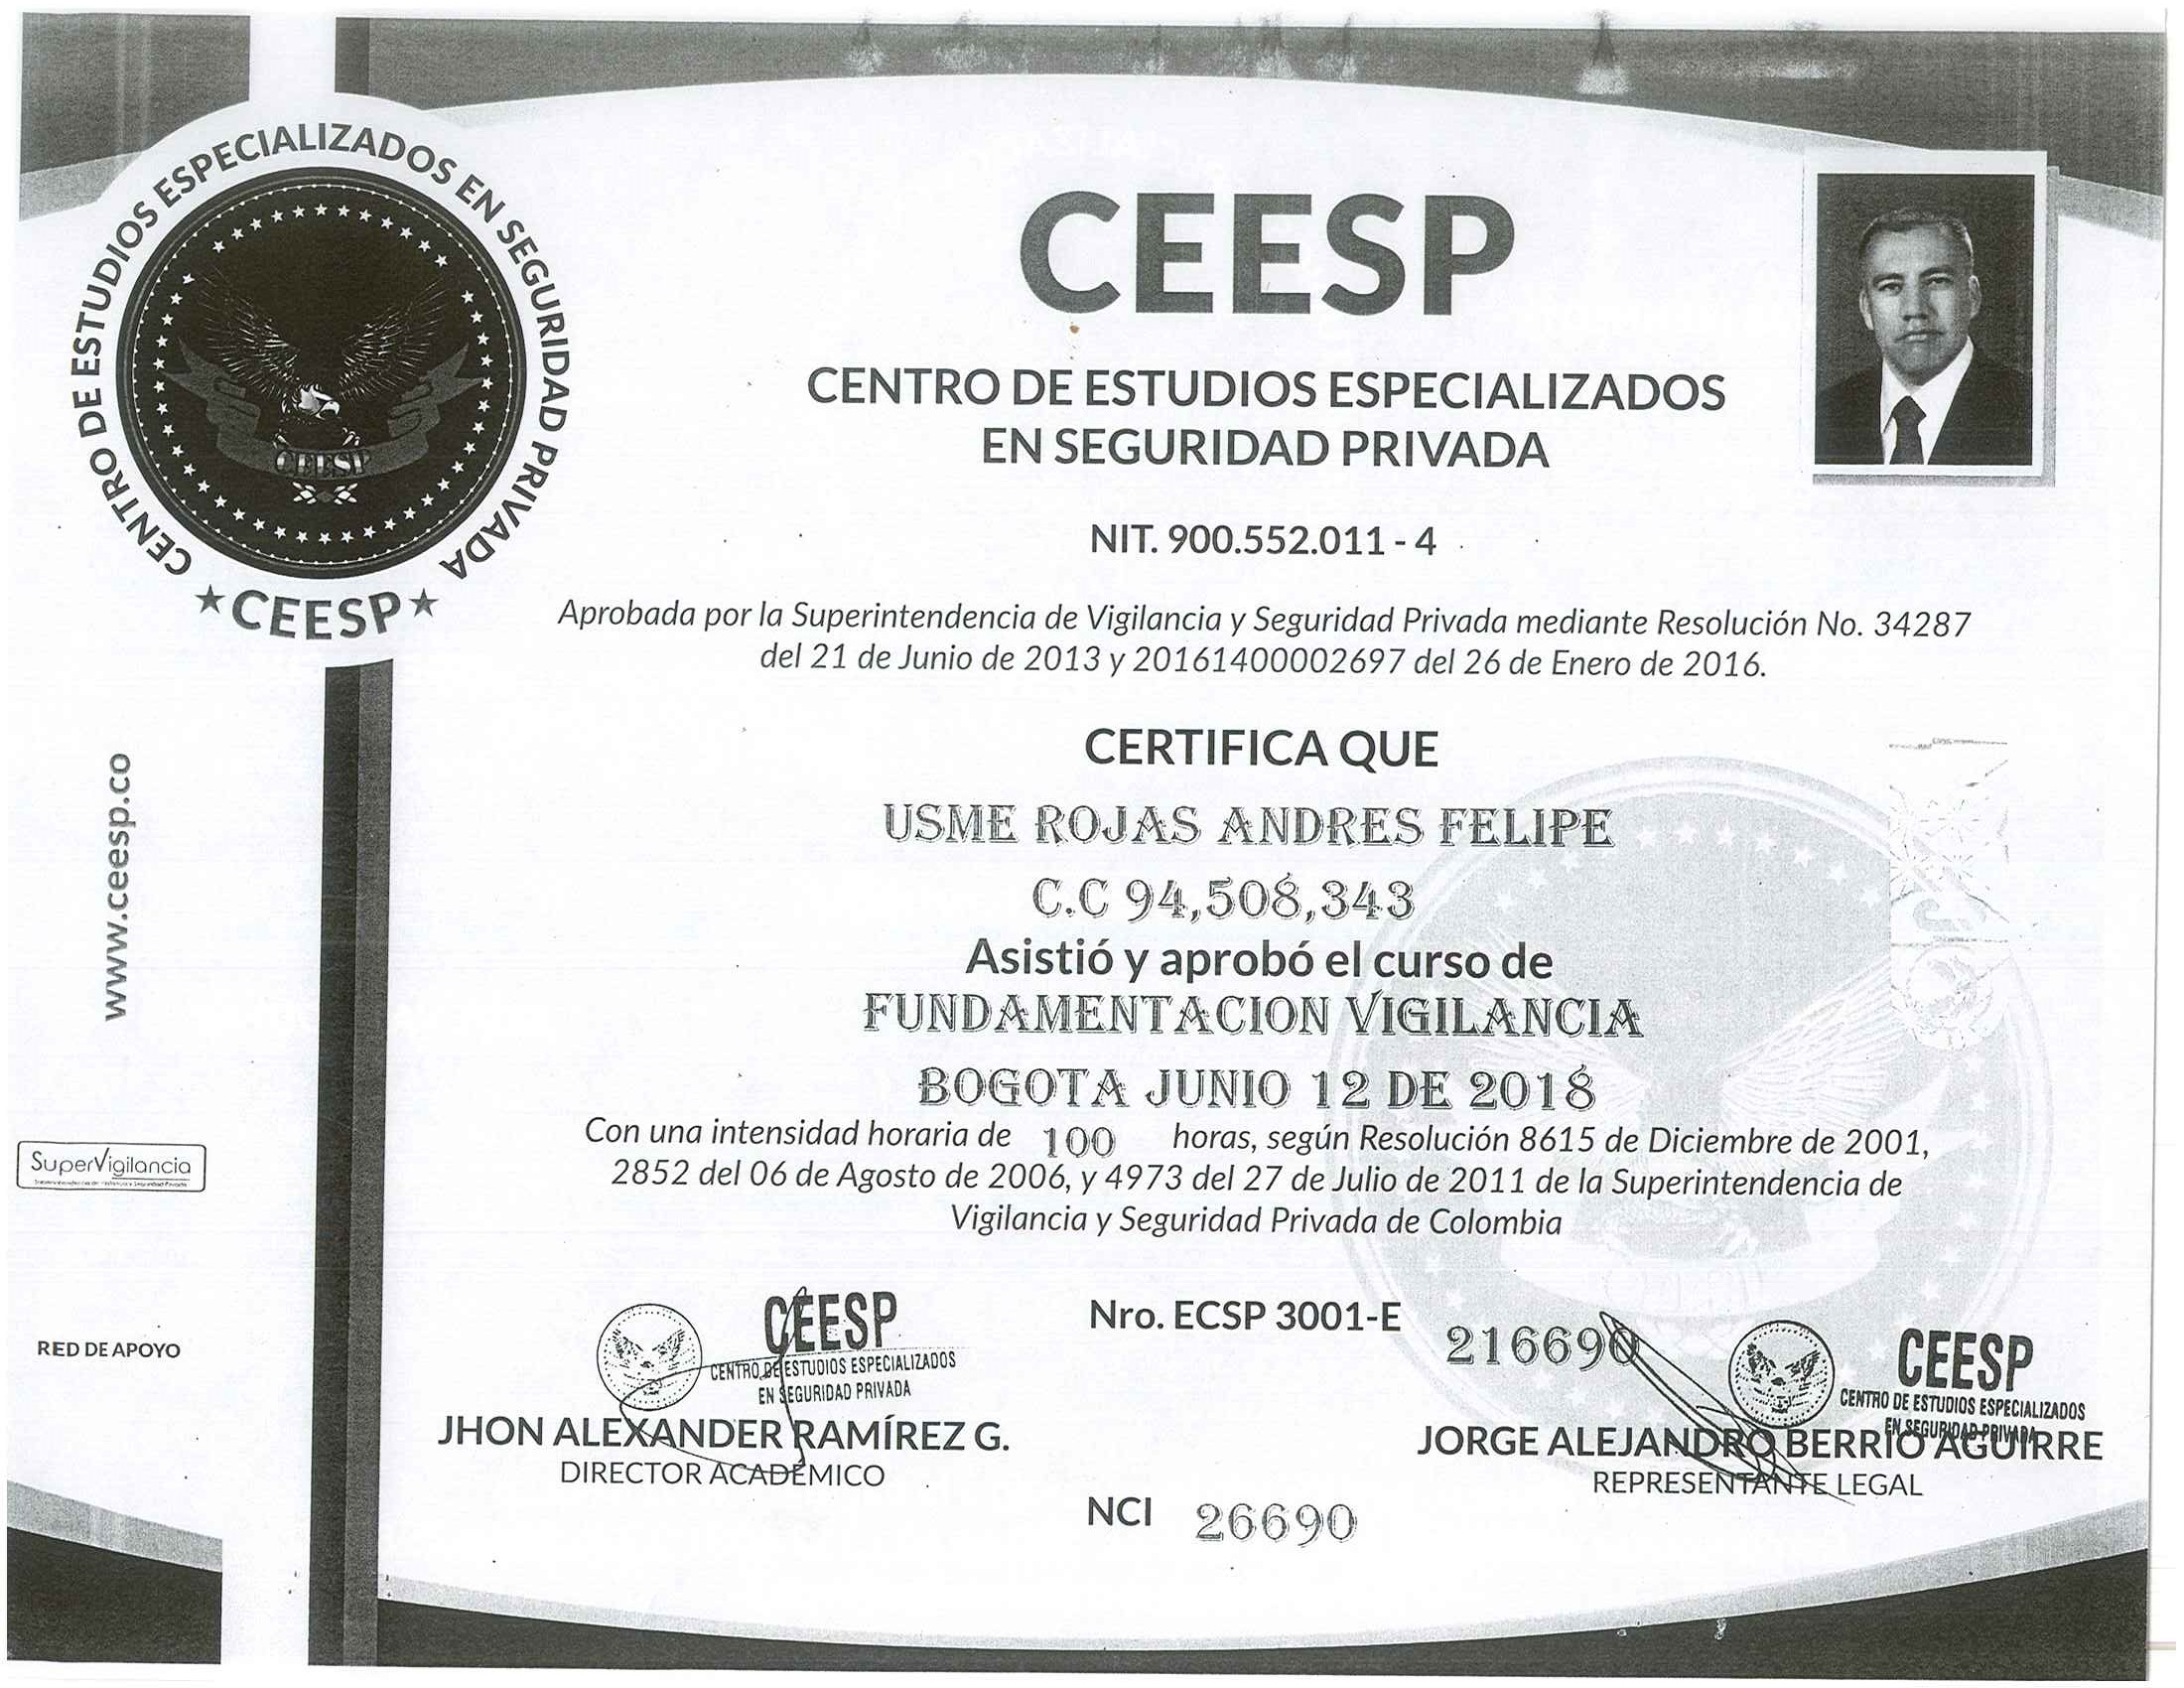 CENTRO DE ESTUDIOS ESPECIALIZADOS EN SEGURIDAD PRIVADA
CEESP
★CEESP★
CEESP
CENTRO DE ESTUDIOS ESPECIALIZADOS
EN SEGURIDAD PRIVADA
NIT. 900.552.011 - 4
Aprobada por la Superintendencia de Vigilancia y Seguridad Privada mediante Resolución No. 34287
del 21 de Junio de 2013 y 20161400002697 del 26 de Enero de 2016.
CERTIFICA QUE
USME ROJAS ANDRES FELIPE
C.C 94,508,343
Asistió y aprobó el curso de
FUNDAMENTACION VIGILANCIA
BOGOTA JUNIO 12 DE 2018
Con una intensidad horaria de 100 horas, según Resolución 8615 de Diciembre de 2001,
2852 del 06 de Agosto de 2006, y 4973 del 27 de Julio de 2011 de la Superintendencia de
Vigilancia y Seguridad Privada de Colombia
www.ceesp.co
SuperVigilancia
RED DE APOYO
CEESP
CENTRO DE ESTUDIOS ESPECIALIZADOS
EN SEGURIDAD PRIVADA
JHON ALEXANDER RAMÍREZ G.
DIRECTOR ACADÉMICO
Nro. ECSP 3001-E
216690
CEESP
CENTRO DE ESTUDIOS ESPECIALIZADOS
EN SEGURIDAD PRIVADA
JORGE ALEJANDRO BERRIO AGUIRRE
REPRESENTANTE LEGAL
NCI 26690